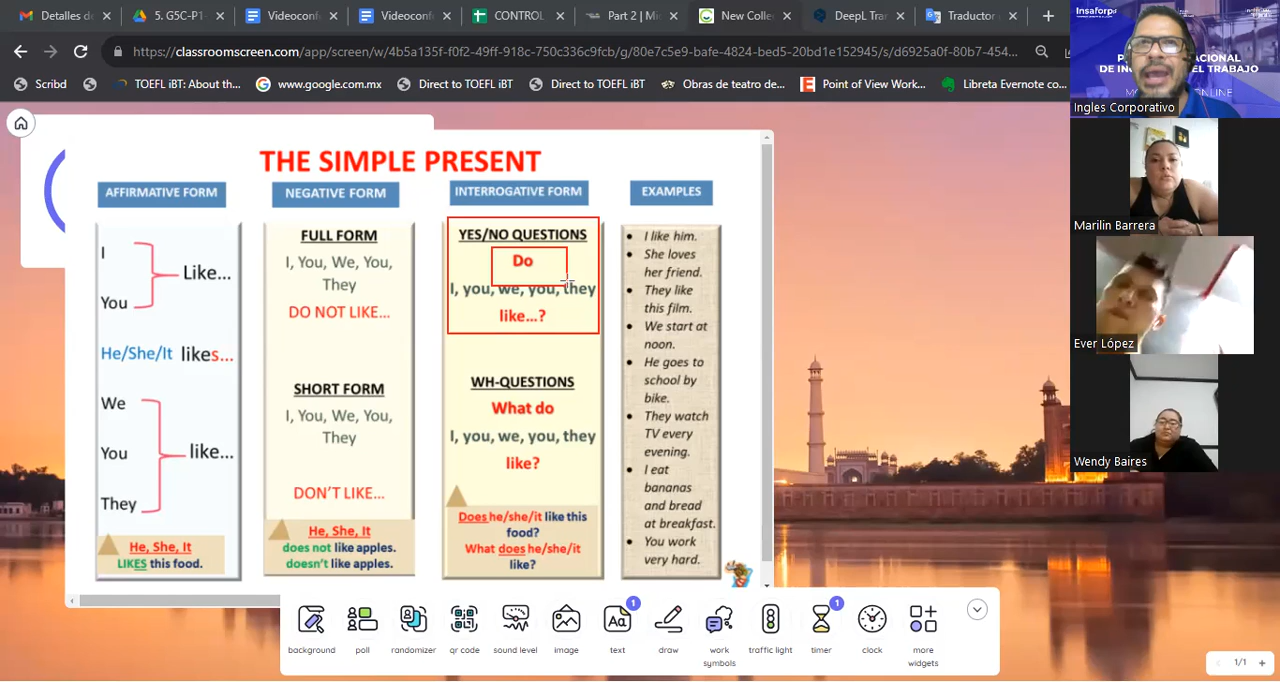 Detalles d
5. G5C-P1-
Videoconf
Videoconf
CONTROL
Part 2 | Mi
New Colle
DeepL Tra
Traductor
https://classroomscreen.com/app/screen/w/4b5a135f-f0f2-49ff-918c-750c336c9fcb/g/80e7c5e9-bafe-4824-bed5-20bd1e152945/s/d6925a0f-80b7-454...
Scribd
TOEFL iBT: About th...
www.google.com.mx
Direct to TOEFL iBT
Direct to TOEFL iBT
Obras de teatro de...
Point of View Work...
Libreta Evernote co...
THE SIMPLE PRESENT
AFFIRMATIVE FORM
I
Like...
You
He/She/It likes...
We
You
like...
They
He, She, It
LIKES this food.
NEGATIVE FORM
FULL FORM
I, You, We, You,
They
DO NOT LIKE...
SHORT FORM
I, You, We, You,
They
DON'T LIKE...
He, She, It
does not like apples.
doesn't like apples.
INTERROGATIVE FORM
YES/NO QUESTIONS
Do
I, you, we, you, they
like...?
WH-QUESTIONS
What do
I, you, we, you, they
like?
Does he/she/it like this
food?
What does he/she/it
like?
EXAMPLES
I like him.
She loves
her friend.
They like
this film.
We start at
noon.
He goes to
school by
bike.
They watch
TV every
evening.
I eat
bananas
and bread
at breakfast.
You work
very hard.
background
poll
randomizer
qr code
sound level
image
1
text
draw
work
symbols
traffic light
1
timer
clock
more
widgets
1/1
Insaforp
DE IN
EL TRABAJO
Ingles Corporativo
Marilin Barrera
Ever López
Wendy Baires